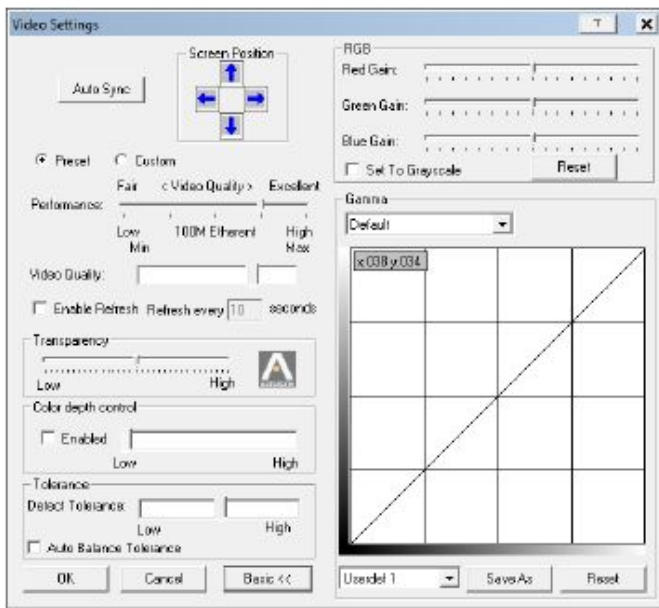 Video Settings
Auto Sync
Screen Position
Preset
Custom
Fair < Video Quality > Excellent
Performance:
Low 100M Etherent High
Min Max
Video Quality:
Enable Refresh Refresh every 10 seconds
Transparency
Low High
Color depth control
Enabled
Low High
Tolerance
Detect Tolerance:
Low High
Auto Balance Tolerance
OK Cancel Basic <<
RGB
Red Gain:
Green Gain:
Blue Gain:
Set To Grayscale Reset
Gamma
Default
x:038 y:034
Userdef 1 Save As Reset